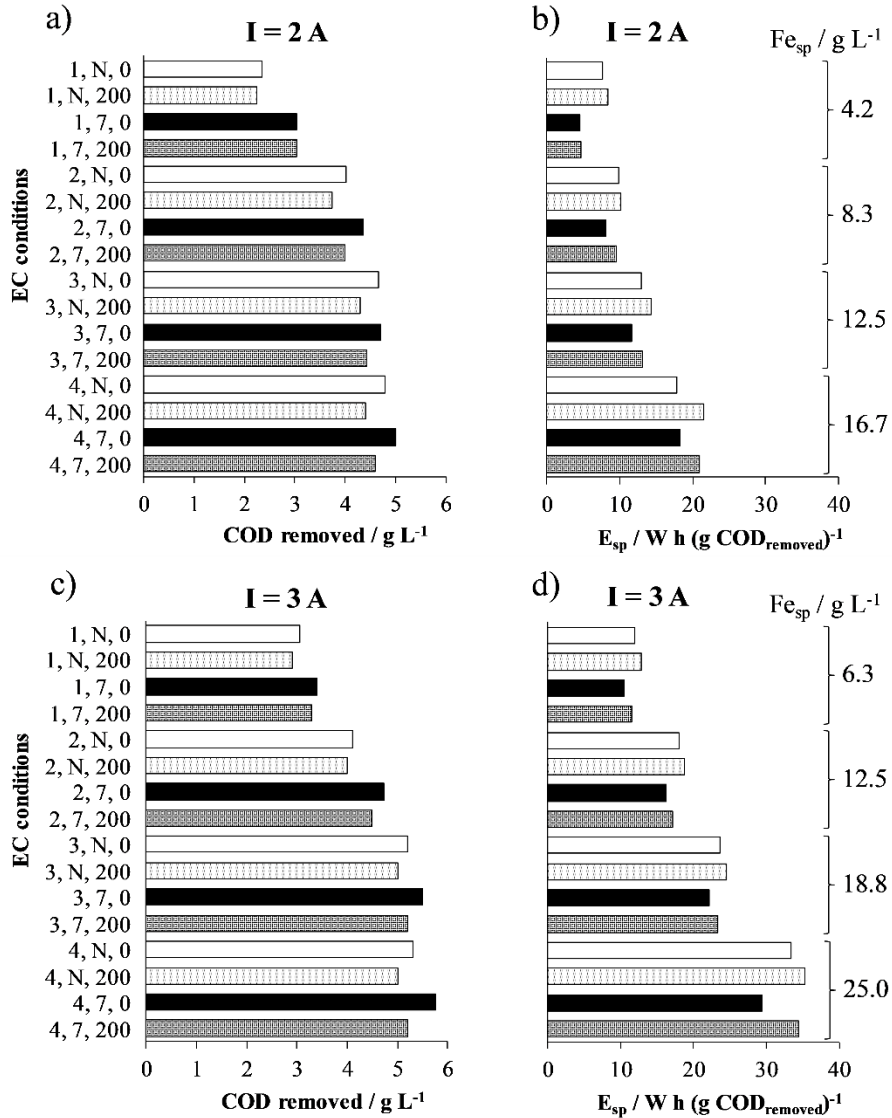 a)
I = 2 A
1, N, 0
1, N, 200
1, 7, 0
1, 7, 200
2, N, 0
2, N, 200
2, 7, 0
2, 7, 200
3, N, 0
3, N, 200
3, 7, 0
3, 7, 200
4, N, 0
4, N, 200
4, 7, 0
4, 7, 200
EC conditions
0 1 2 3 4 5 6
COD removed / g L-1
b)
I = 2 A
Fesp / g L-1
4.2
8.3
12.5
16.7
0 10 20 30 40
Esp / W h (g CODremoved)-1
c)
I = 3 A
1, N, 0
1, N, 200
1, 7, 0
1, 7, 200
2, N, 0
2, N, 200
2, 7, 0
2, 7, 200
3, N, 0
3, N, 200
3, 7, 0
3, 7, 200
4, N, 0
4, N, 200
4, 7, 0
4, 7, 200
EC conditions
0 1 2 3 4 5 6
COD removed / g L-1
d)
I = 3 A
Fesp / g L-1
6.3
12.5
18.8
25.0
0 10 20 30 40
Esp / W h (g CODremoved)-1